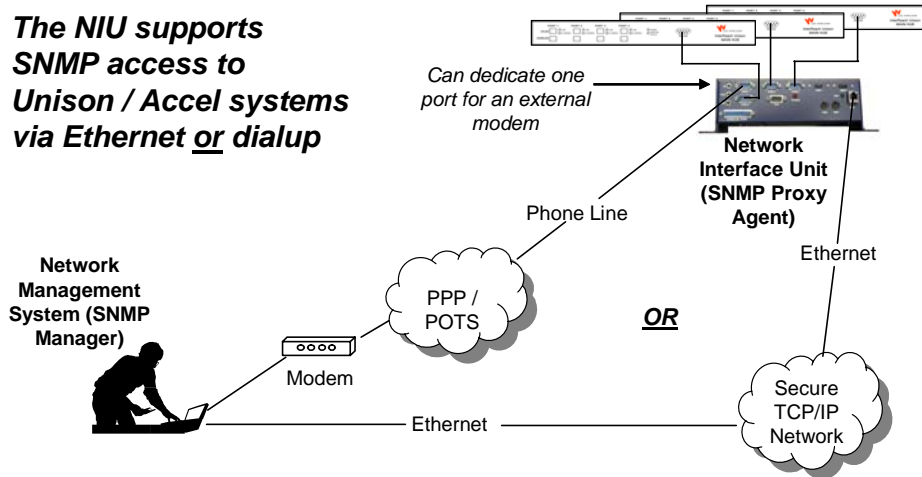 The NIU supports
SNMP access to
Unison / Accel systems
via Ethernet or dialup
Can dedicate one
port for an external
modem
Network
Interface Unit
(SNMP Proxy
Agent)
Phone Line
Ethernet
Network
Management
System (SNMP
Manager)
PPP /
POTS
OR
Modem
Secure
TCP/IP
Network
Ethernet